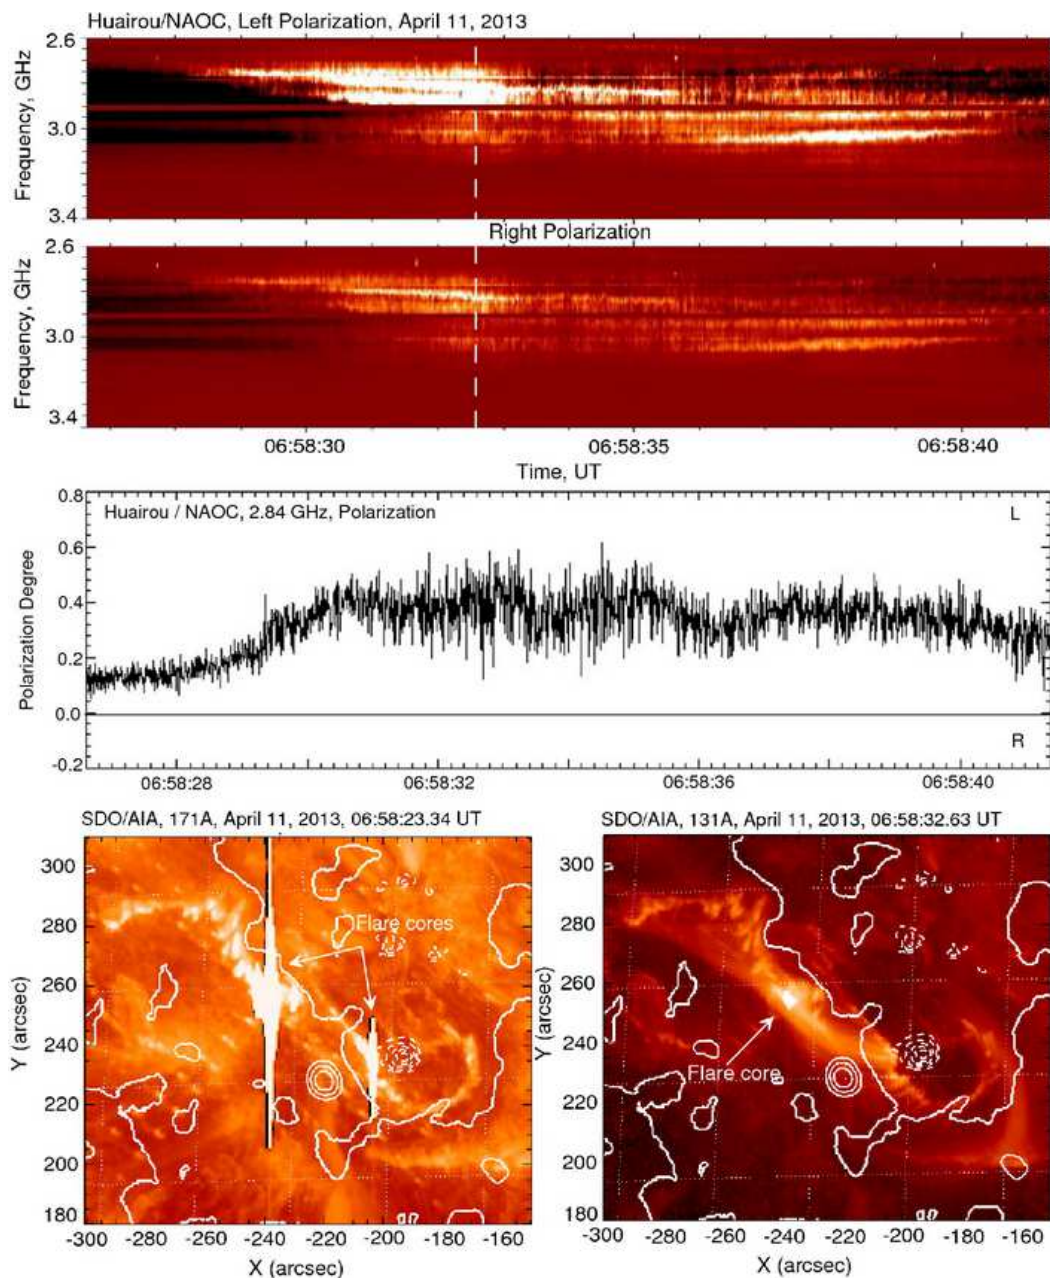 Huairou/NAOC, Left Polarization, April 11, 2013
Frequency, GHz
2.6
3.0
3.4
Right Polarization
Frequency, GHz
2.6
3.0
3.4
06:58:30 06:58:35 06:58:40
Time, UT
Huairou / NAOC, 2.84 GHz, Polarization
L
R
Polarization Degree
0.8
0.6
0.4
0.2
0.0
-0.2
06:58:28 06:58:32 06:58:36 06:58:40
SDO/AIA, 171A, April 11, 2013, 06:58:23.34 UT
Flare cores
Y (arcsec)
300
280
260
240
220
200
180
-300 -280 -260 -240 -220 -200 -180 -160
X (arcsec)
SDO/AIA, 131A, April 11, 2013, 06:58:32.63 UT
Flare core
Y (arcsec)
300
280
260
240
220
200
180
-300 -280 -260 -240 -220 -200 -180 -160
X (arcsec)